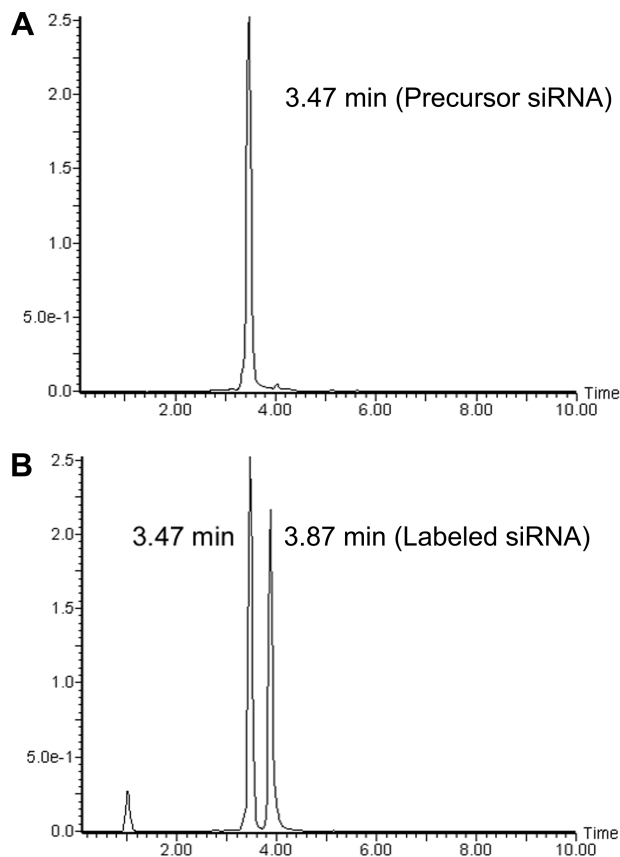 A
2.5
3.47 min (Precursor siRNA)
2.0
1.5
1.0
5.0e-1
0.0
Time
2.00 4.00 6.00 8.00 10.00
B
2.5
3.47 min 3.87 min (Labeled siRNA)
2.0
1.5
1.0
5.0e-1
0.0
Time
2.00 4.00 6.00 8.00 10.00